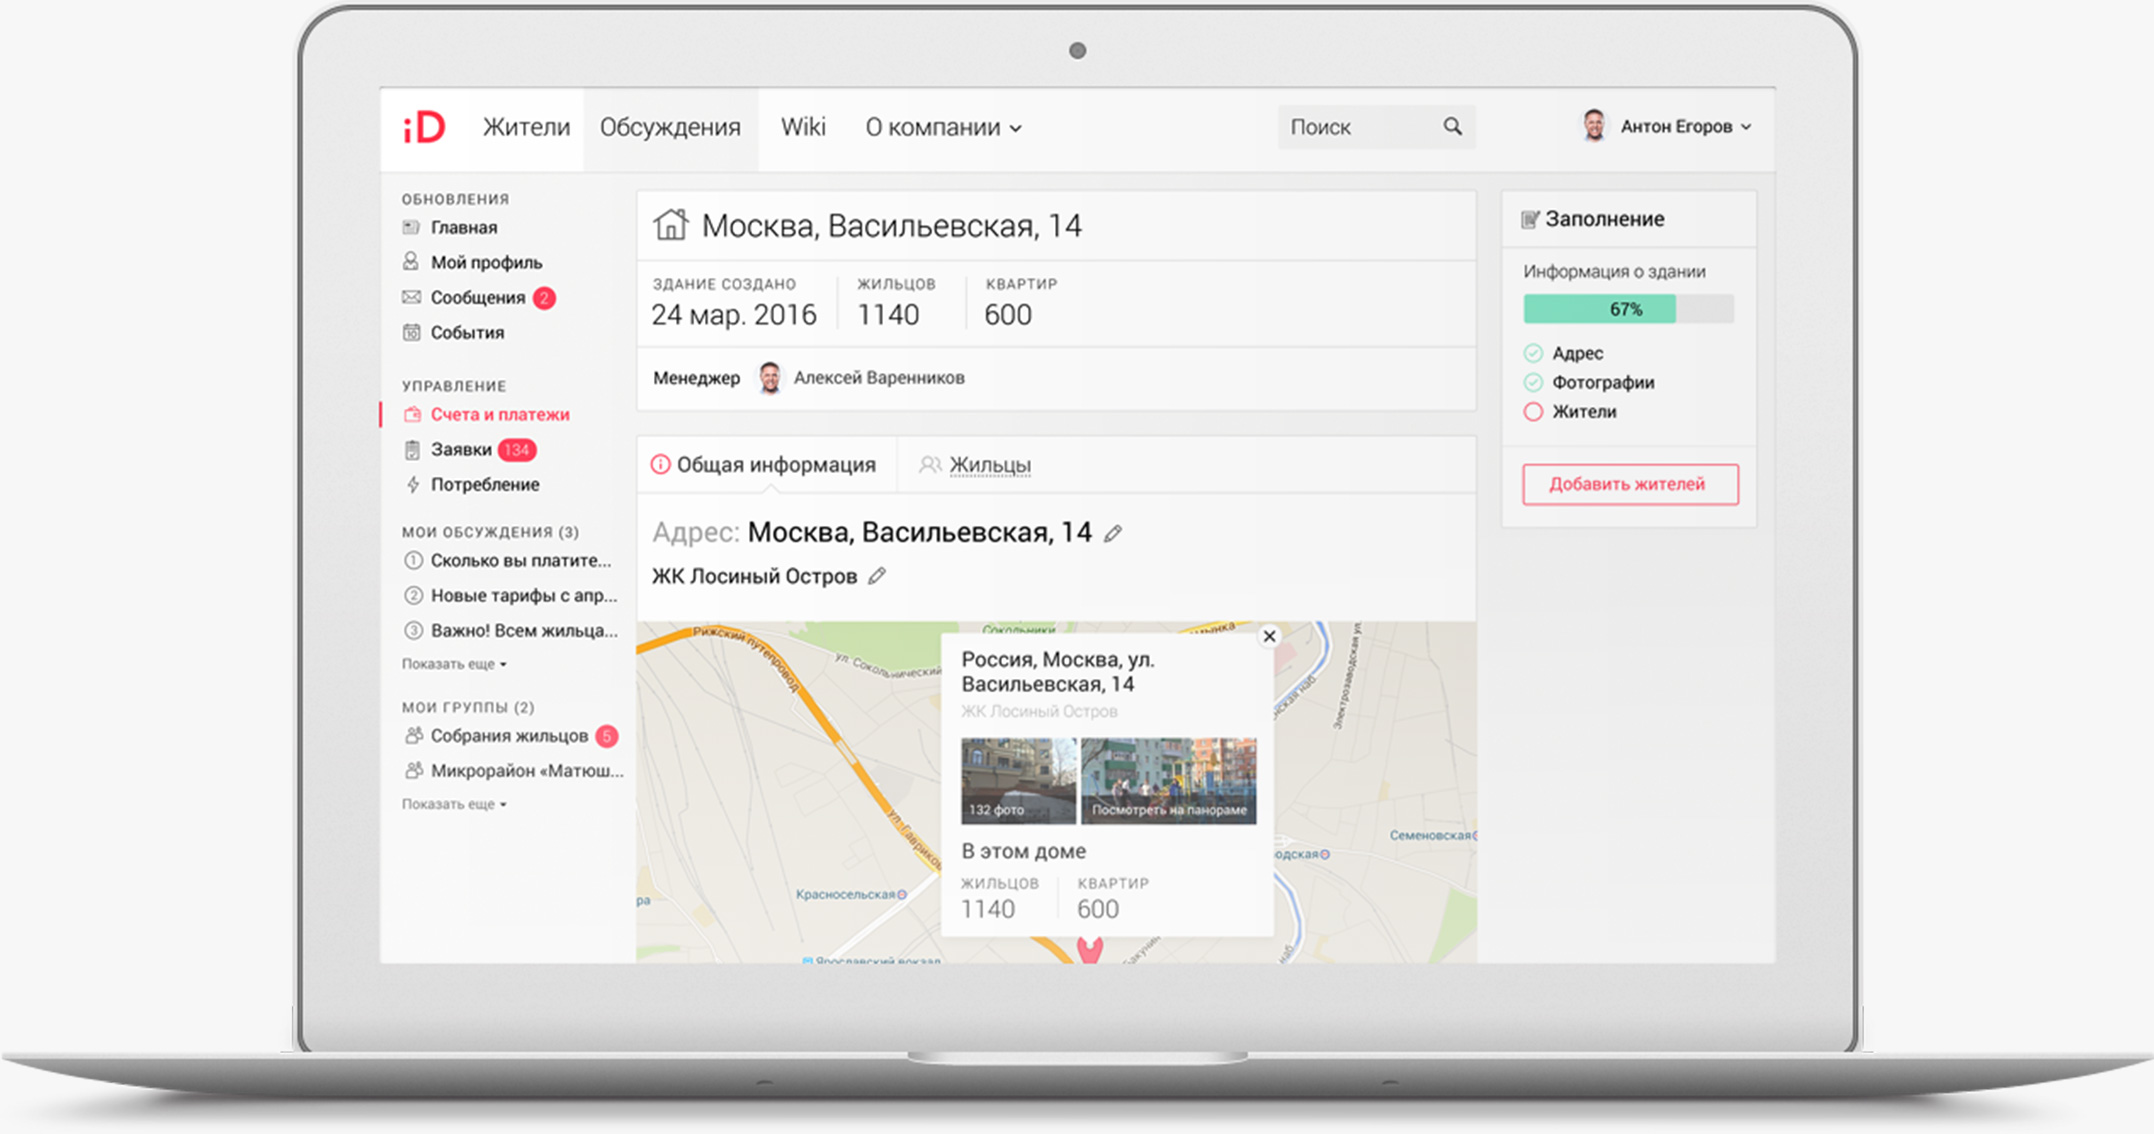 iD
Жители
Обсуждения
Wiki
О компании
Поиск
Антон Егоров
ОБНОВЛЕНИЯ
Главная
Мой профиль
Сообщения 2
События
УПРАВЛЕНИЕ
Счета и платежи
Заявки 134
Потребление
МОИ ОБСУЖДЕНИЯ (3)
1 Сколько вы платите...
2 Новые тарифы с апр...
3 Важно! Всем жильца...
Показать еще
МОИ ГРУППЫ (2)
Собрания жильцов 5
Микрорайон «Матюш...
Показать еще
Москва, Васильевская, 14
ЗДАНИЕ СОЗДАНО
24 мар. 2016
ЖИЛЬЦОВ
1140
КВАРТИР
600
Менеджер
Алексей Варенников
Общая информация
Жильцы
Адрес: Москва, Васильевская, 14
ЖК Лосиный Остров
Рижский путепровод
ул. Сокольнический
Сокольники
Электрозаводская ул.
ул. Гавриков
Красносельская
Семеновская
одская
Ярославский вокзал
Бакунин
наб
Россия, Москва, ул.
Васильевская, 14
ЖК Лосиный Остров
132 фото
Посмотреть на панораме
В этом доме
ЖИЛЬЦОВ
1140
КВАРТИР
600
Заполнение
Информация о здании
67%
Адрес
Фотографии
Жители
Добавить жителей